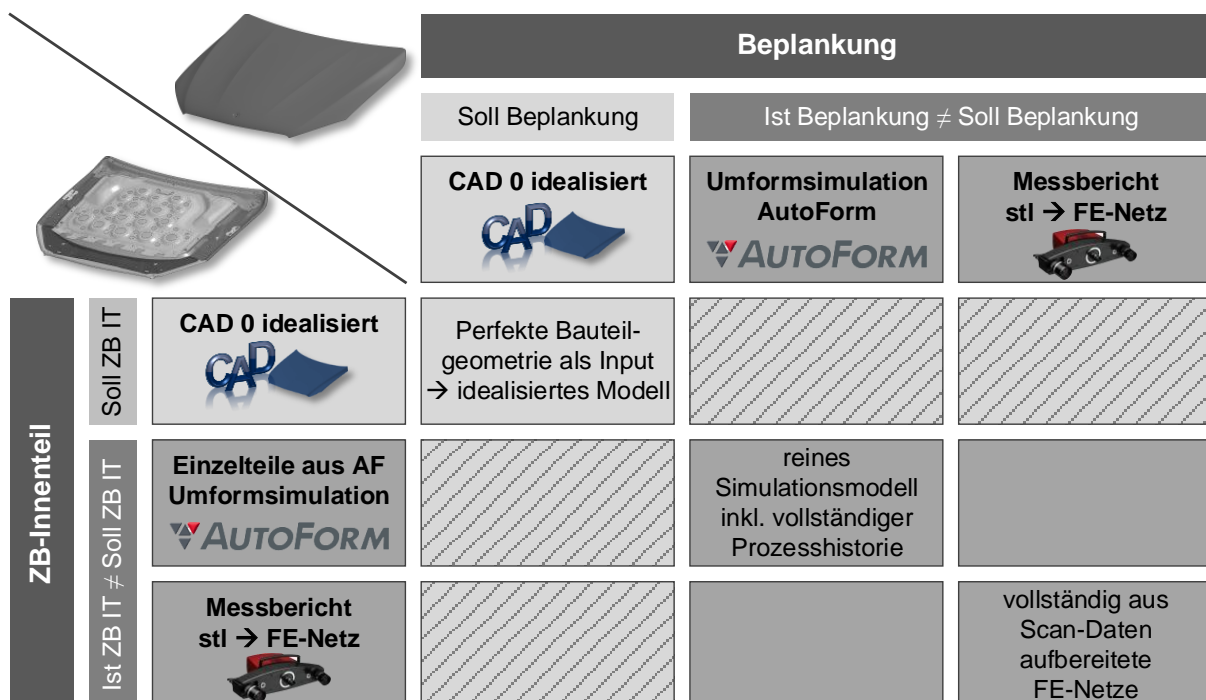 Beplankung
Soll Beplankung
Ist Beplankung ≠ Soll Beplankung
CAD 0 idealisiert
CAD
Umformsimulation
AutoForm
AUTOFORM
Messbericht
stl → FE-Netz
ZB-Innenteil
Soll ZB IT
CAD 0 idealisiert
CAD
Perfekte Bauteil-
geometrie als Input
→ idealisiertes Modell
Ist ZB IT ≠ Soll ZB IT
Einzelteile aus AF
Umformsimulation
AUTOFORM
reines
Simulationsmodell
inkl. vollständiger
Prozesshistorie
Messbericht
stl → FE-Netz
vollständig aus
Scan-Daten
aufbereitete
FE-Netze